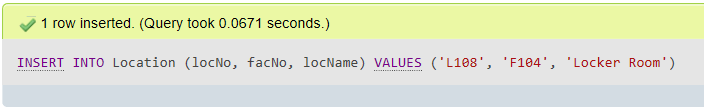 1 row inserted. (Query took 0.0671 seconds.)
INSERT INTO Location (locNo, facNo, locName) VALUES ('L108', 'F104', 'Locker Room')